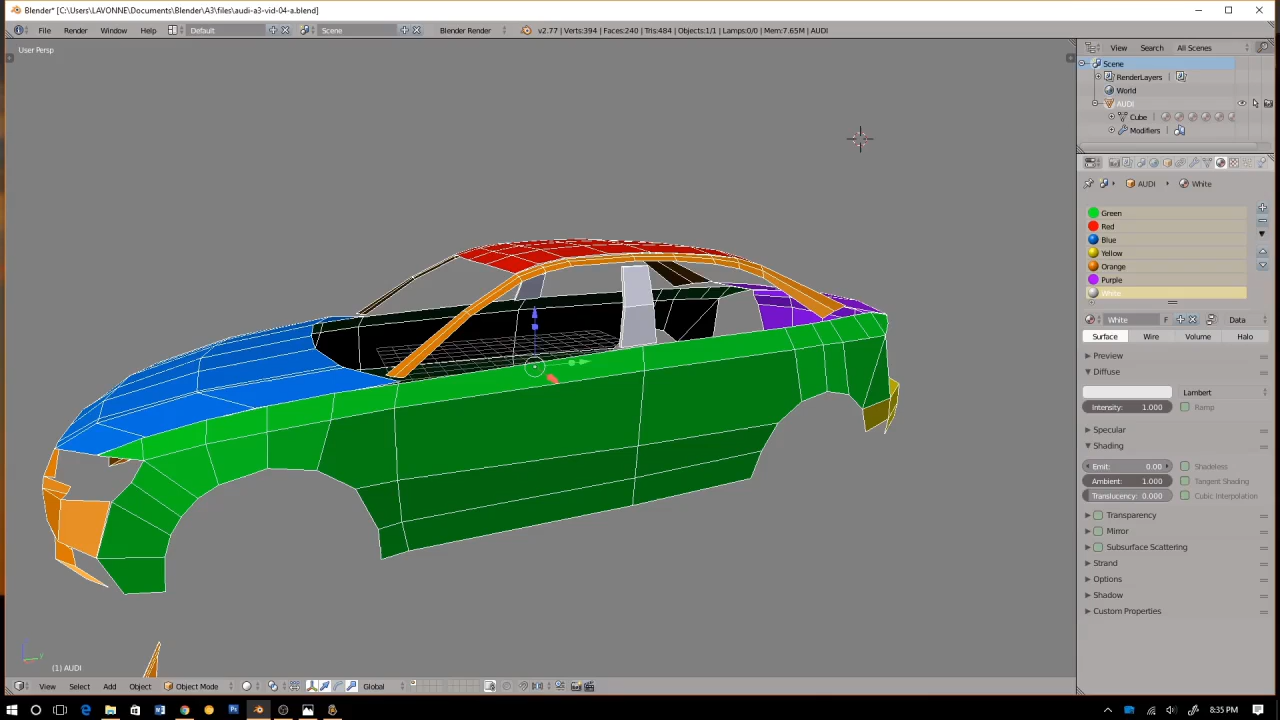 Blender* [C:\Users\LAVONNE\Documents\Blender\A3\files\audi-a3-vid-04-a.blend]
File Render Window Help Default Scene Blender Render v2.77 | Verts:394 | Faces:240 | Tris:484 | Objects:1/1 | Lamps:0/0 | Mem:7.65M | AUDI
User Persp
View Search All Scenes
Scene
RenderLayers
World
AUDI
Cube
Modifiers
AUDI White
Green
Red
Blue
Yellow
Orange
Purple
White
White F Data
Surface Wire Volume Halo
Preview
Diffuse
Lambert
Intensity: 1.000 Ramp
Specular
Shading
Emit: 0.00 Shadeless
Ambient: 1.000 Tangent Shading
Translucency: 0.000 Cubic Interpolation
Transparency
Mirror
Subsurface Scattering
Strand
Options
Shadow
Custom Properties
(1) AUDI
View Select Add Object Object Mode Global
8:35 PM